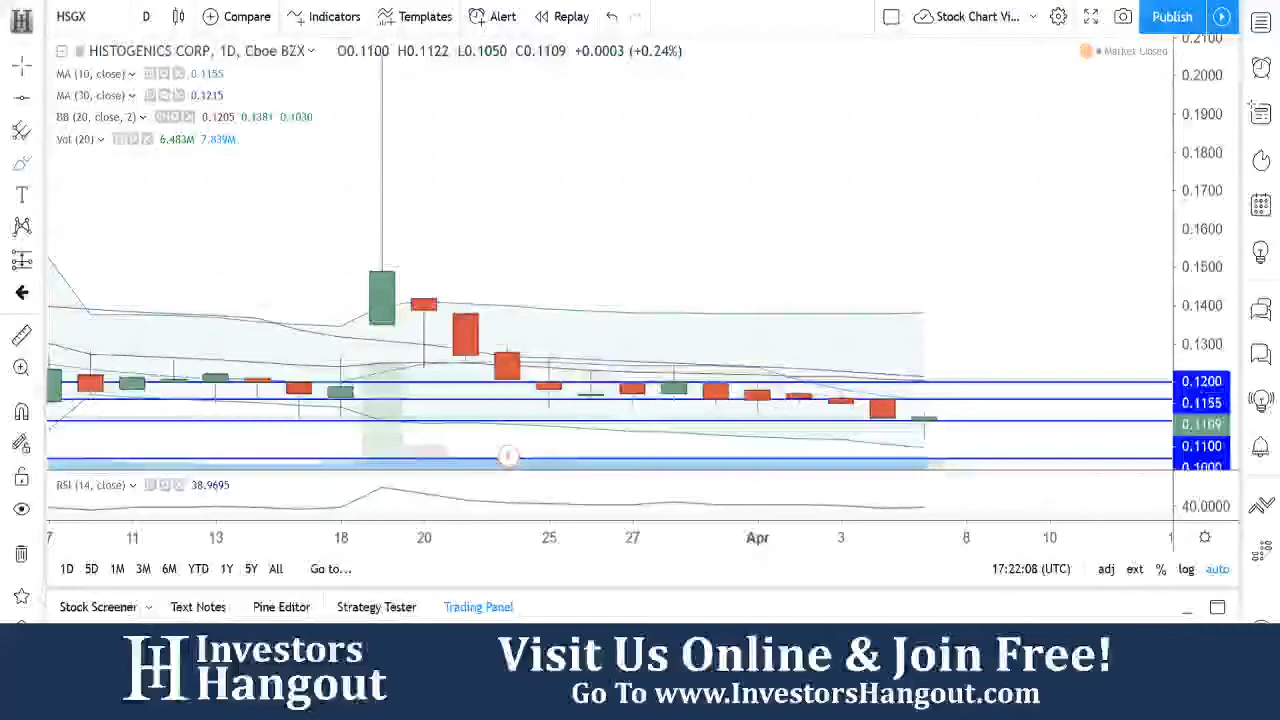 HSGX D Compare Indicators Templates Alert Replay Stock Chart Vi... Publish
HISTOGENICS CORP, 1D, Cboe BZX O0.1100 H0.1122 L0.1050 C0.1109 +0.0003 (+0.24%) Market Closed
MA (10, close) 0.1155
MA (30, close) 0.1215
BB (20, close, 2) 0.1205 0.1381 0.1030
Vol (20) 6.483M 7.839M
0.2100
0.2000
0.1900
0.1800
0.1700
0.1600
0.1500
0.1400
0.1300
0.1200
0.1155
0.1109
0.1100
0.1000
RSI (14, close) 38.9695
40.0000
7 11 13 18 20 25 27 Apr 3 8 10 1
1D 5D 1M 3M 6M YTD 1Y 5Y All Go to... 17:22:08 (UTC) adj ext % log auto
Stock Screener Text Notes Pine Editor Strategy Tester Trading Panel
Investors
Hangout
Visit Us Online & Join Free!
Go To www.InvestorsHangout.com